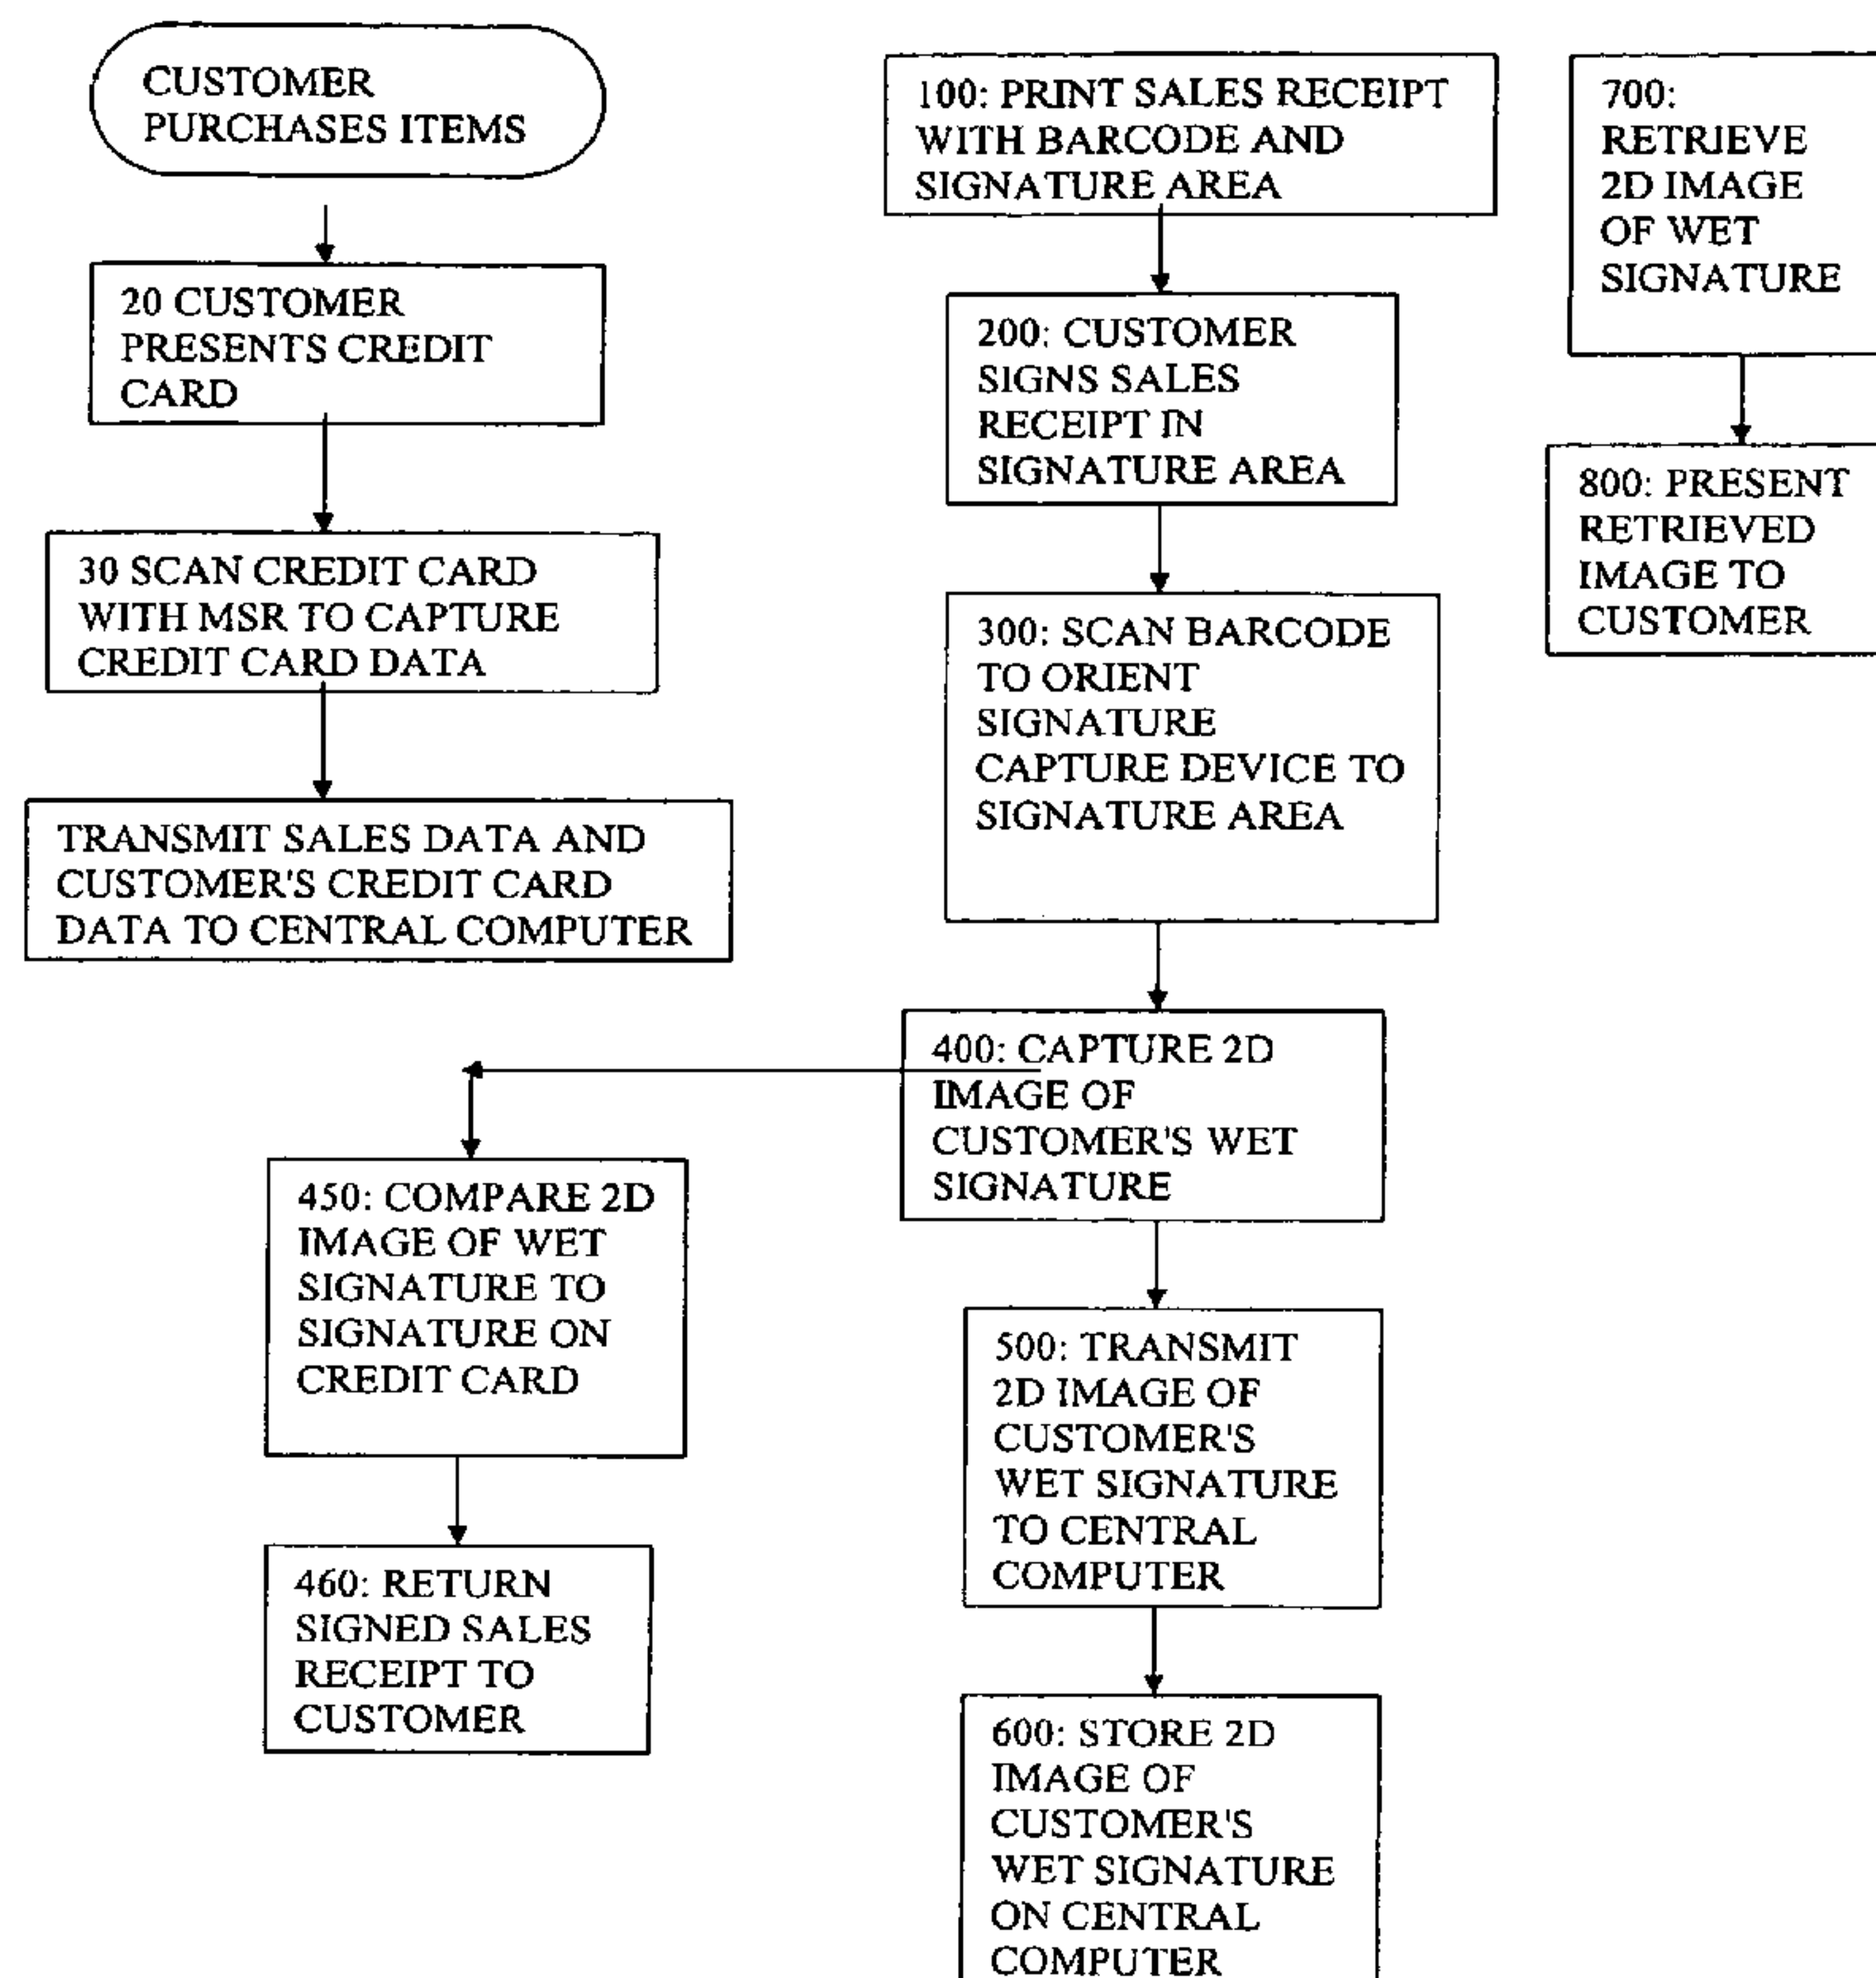 CUSTOMER
PURCHASES ITEMS
20 CUSTOMER
PRESENTS CREDIT
CARD
30 SCAN CREDIT CARD
WITH MSR TO CAPTURE
CREDIT CARD DATA
TRANSMIT SALES DATA AND
CUSTOMER'S CREDIT CARD
DATA TO CENTRAL COMPUTER
100: PRINT SALES RECEIPT
WITH BARCODE AND
SIGNATURE AREA
200: CUSTOMER
SIGNS SALES
RECEIPT IN
SIGNATURE AREA
300: SCAN BARCODE
TO ORIENT
SIGNATURE
CAPTURE DEVICE TO
SIGNATURE AREA
400: CAPTURE 2D
IMAGE OF
CUSTOMER'S WET
SIGNATURE
450: COMPARE 2D
IMAGE OF WET
SIGNATURE TO
SIGNATURE ON
CREDIT CARD
460: RETURN
SIGNED SALES
RECEIPT TO
CUSTOMER
500: TRANSMIT
2D IMAGE OF
CUSTOMER'S
WET SIGNATURE
TO CENTRAL
COMPUTER
600: STORE 2D
IMAGE OF
CUSTOMER'S
WET SIGNATURE
ON CENTRAL
COMPUTER
700:
RETRIEVE
2D IMAGE
OF WET
SIGNATURE
800: PRESENT
RETRIEVED
IMAGE TO
CUSTOMER